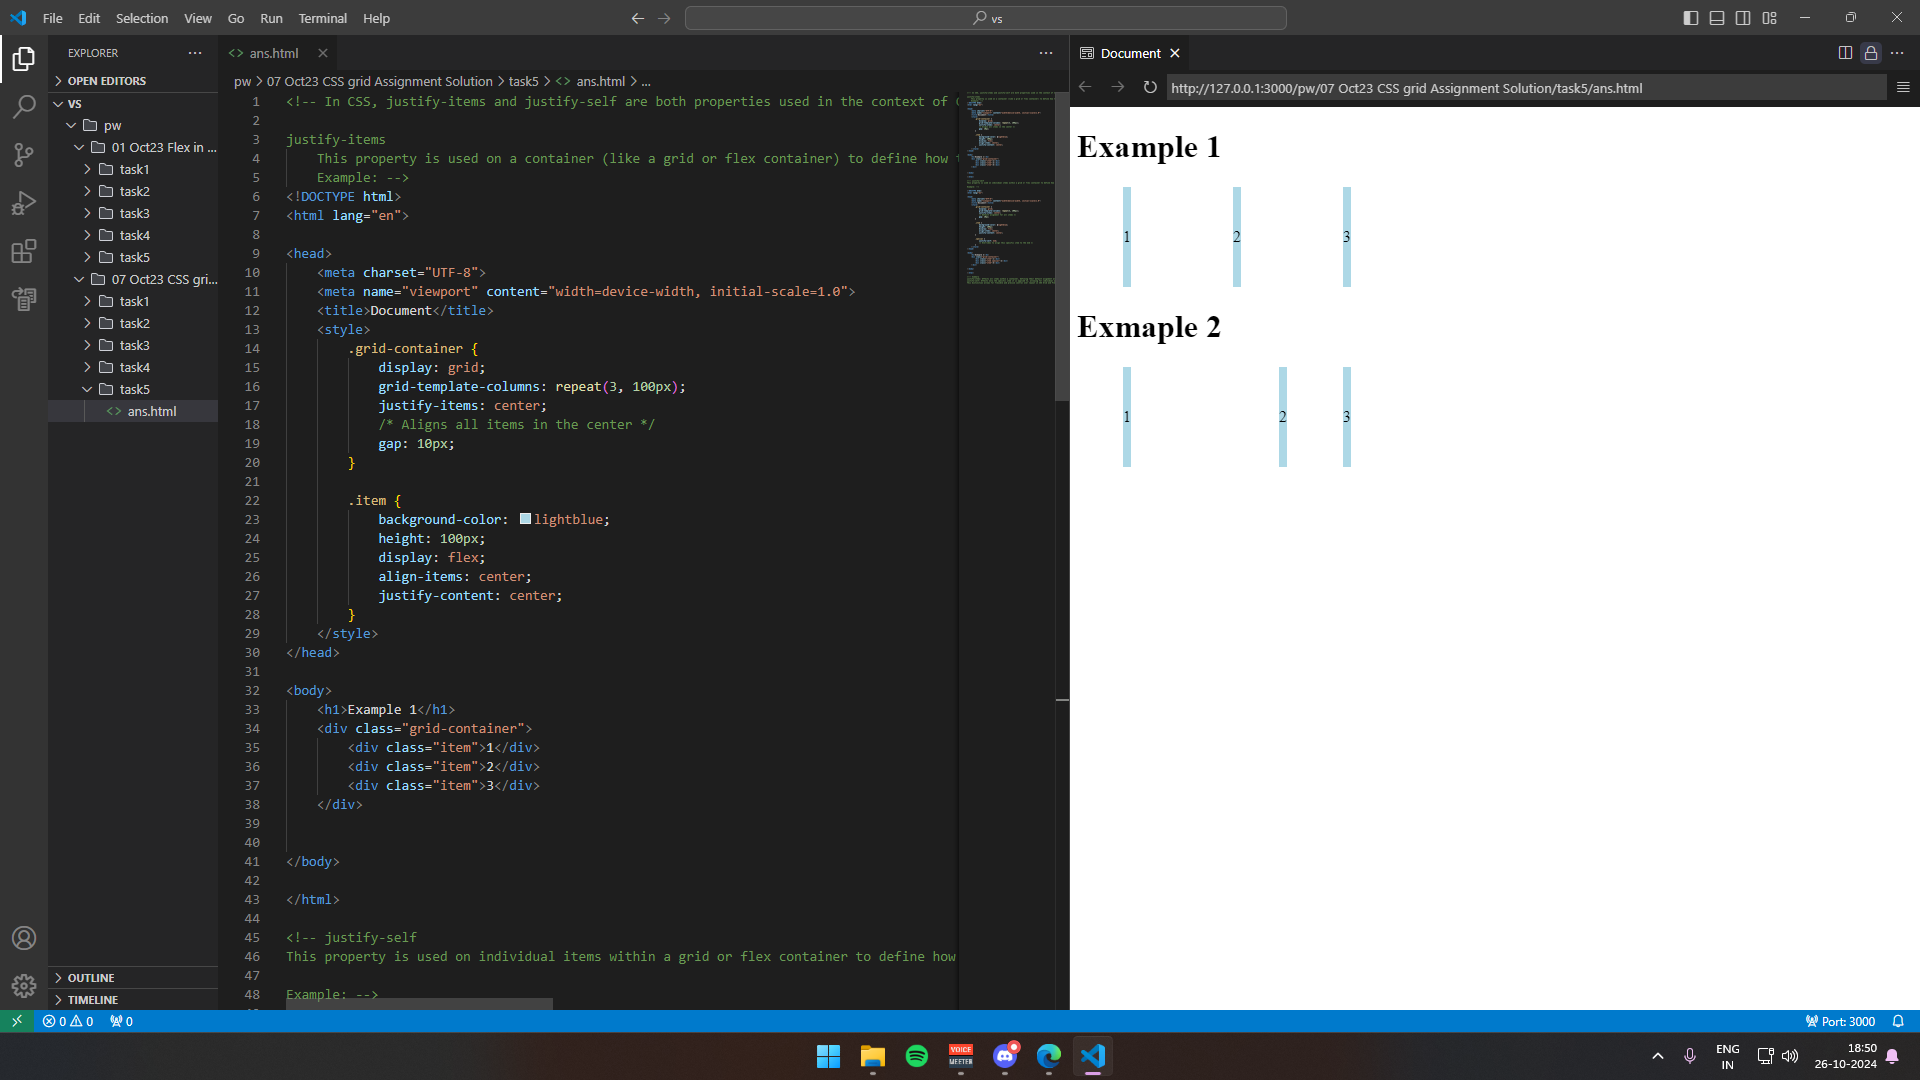 File Edit Selection View Go Run Terminal Help
vs
EXPLORER
OPEN EDITORS
VS
pw
01 Oct23 Flex in ...
task1
task2
task3
task4
task5
07 Oct23 CSS gri...
task1
task2
task3
task4
task5
<> ans.html
OUTLINE
TIMELINE
<> ans.html
pw > 07 Oct23 CSS grid Assignment Solution > task5 > <> ans.html > ...
1 <!-- In CSS, justify-items and justify-self are both properties used in the context of
2
3 justify-items
4 This property is used on a container (like a grid or flex container) to define how
5 Example: -->
6 <!DOCTYPE html>
7 <html lang="en">
8
9 <head>
10 <meta charset="UTF-8">
11 <meta name="viewport" content="width=device-width, initial-scale=1.0">
12 <title>Document</title>
13 <style>
14 .grid-container {
15 display: grid;
16 grid-template-columns: repeat(3, 100px);
17 justify-items: center;
18 /* Aligns all items in the center */
19 gap: 10px;
20 }
21
22 .item {
23 background-color: lightblue;
24 height: 100px;
25 display: flex;
26 align-items: center;
27 justify-content: center;
28 }
29 </style>
30 </head>
31
32 <body>
33 <h1>Example 1</h1>
34 <div class="grid-container">
35 <div class="item">1</div>
36 <div class="item">2</div>
37 <div class="item">3</div>
38 </div>
39
40
41 </body>
42
43 </html>
44
45 <!-- justify-self
46 This property is used on individual items within a grid or flex container to define how
47
48 Example: -->
Document
http://127.0.0.1:3000/pw/07 Oct23 CSS grid Assignment Solution/task5/ans.html
Example 1
1 2 3
Exmaple 2
1 2 3
0 0 0
Port: 3000
VOICE
MEETER
ENG
IN
18:50
26-10-2024